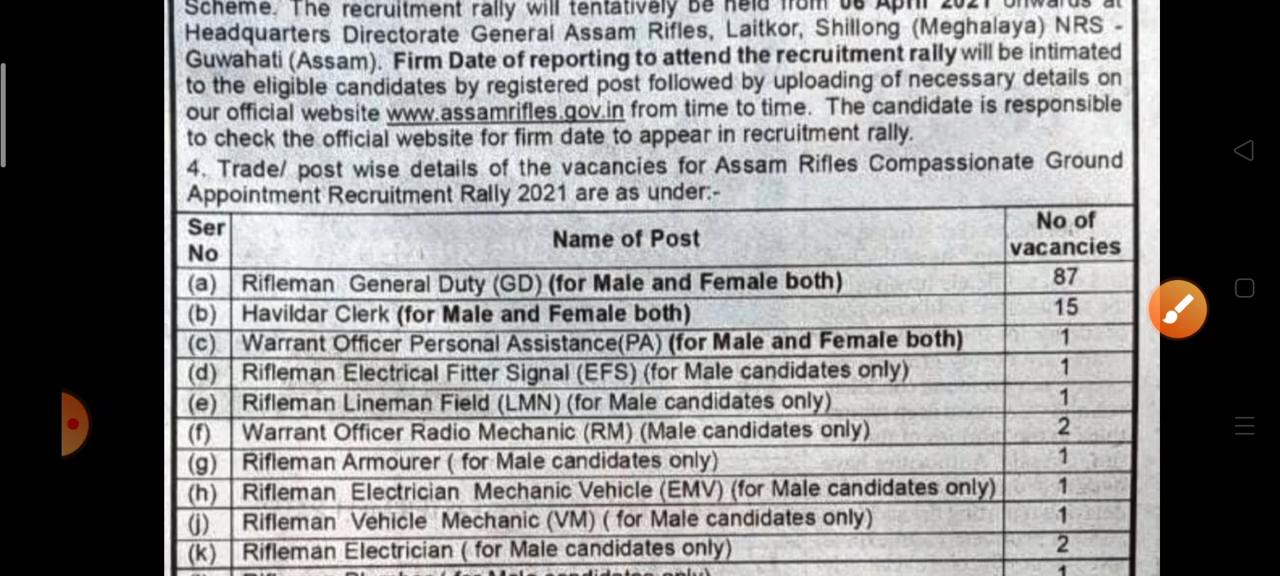 Scheme. The recruitment rally will tentatively be held from 06 April 2021 onwards at
Headquarters Directorate General Assam Rifles, Laitkor, Shillong (Meghalaya) NRS -
Guwahati (Assam). Firm Date of reporting to attend the recruitment rally will be intimated
to the eligible candidates by registered post followed by uploading of necessary details on
our official website www.assamrifles.gov.in from time to time. The candidate is responsible
to check the official website for firm date to appear in recruitment rally.
4. Trade/ post wise details of the vacancies for Assam Rifles Compassionate Ground
Appointment Recruitment Rally 2021 are as under:-
Ser No Name of Post No of vacancies
(a) Rifleman General Duty (GD) (for Male and Female both) 87
(b) Havildar Clerk (for Male and Female both) 15
(c) Warrant Officer Personal Assistance(PA) (for Male and Female both) 1
(d) Rifleman Electrical Fitter Signal (EFS) (for Male candidates only) 1
(e) Rifleman Lineman Field (LMN) (for Male candidates only) 1
(f) Warrant Officer Radio Mechanic (RM) (Male candidates only) 2
(g) Rifleman Armourer ( for Male candidates only) 1
(h) Rifleman Electrician Mechanic Vehicle (EMV) (for Male candidates only) 1
(j) Rifleman Vehicle Mechanic (VM) ( for Male candidates only) 1
(k) Rifleman Electrician ( for Male candidates only) 2